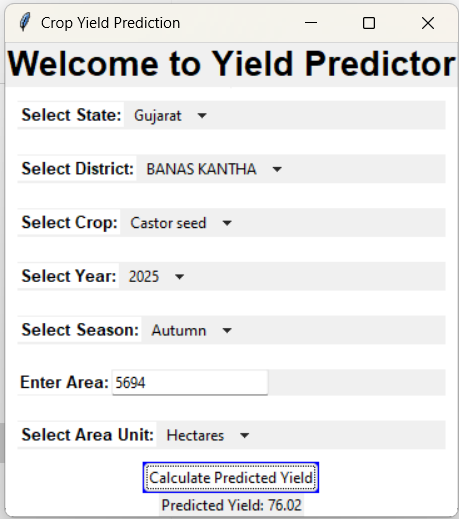 Crop Yield Prediction
Welcome to Yield Predictor
Select State: Gujarat
Select District: BANAS KANTHA
Select Crop: Castor seed
Select Year: 2025
Select Season: Autumn
Enter Area: 5694
Select Area Unit: Hectares
Calculate Predicted Yield
Predicted Yield: 76.02